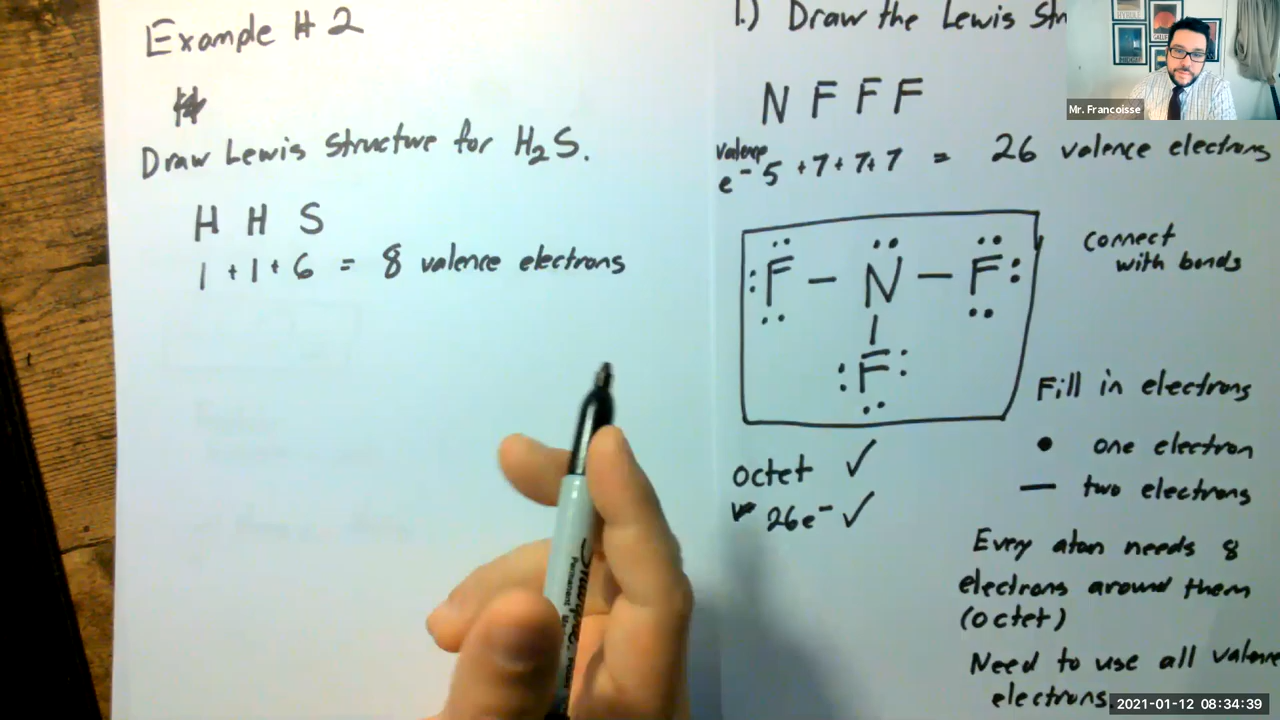 Example # 2
Draw Lewis Structure for H₂S.
H H S
1 + 1 + 6 = 8 valence electrons
1.) Draw the Lewis Str
N F F F
valence
e⁻ 5 + 7 + 7 + 7 = 26 valence electrons
:F – N – F:
F:
connect
with bonds
Fill in electrons
• one electron
— two electrons
octet ✓
26e⁻ ✓
Every atom needs 8
electrons around them
(octet)
Need to use all valence
electrons.
Mr. Francoisse
Sharpie
Permanent
2021-01-12 08:34:39